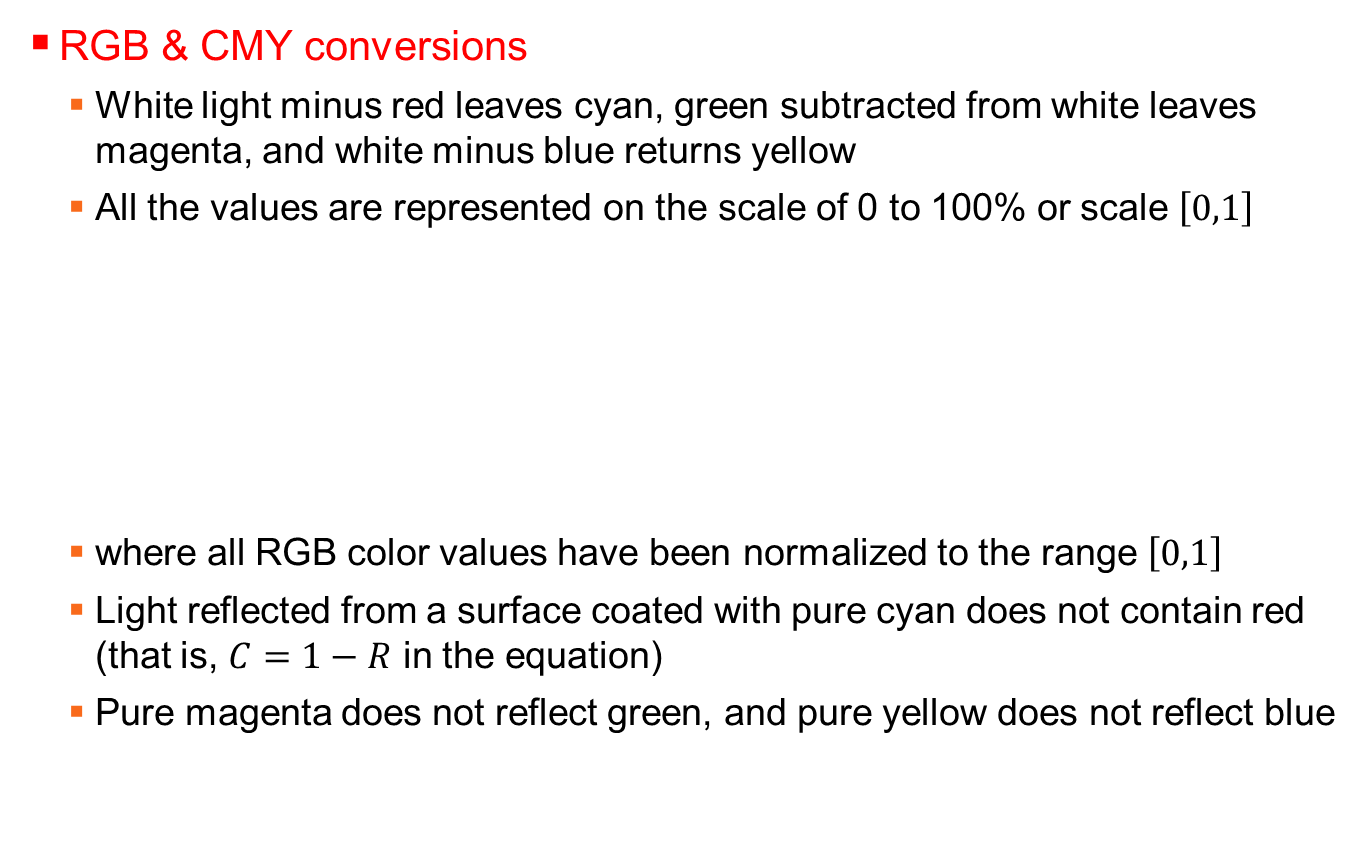 ▪ RGB & CMY conversions
▪ White light minus red leaves cyan, green subtracted from white leaves
magenta, and white minus blue returns yellow
▪ All the values are represented on the scale of 0 to 100% or scale [0,1]
▪ where all RGB color values have been normalized to the range [0,1]
▪ Light reflected from a surface coated with pure cyan does not contain red
(that is, 𝐶 = 1 − 𝑅 in the equation)
▪ Pure magenta does not reflect green, and pure yellow does not reflect blue